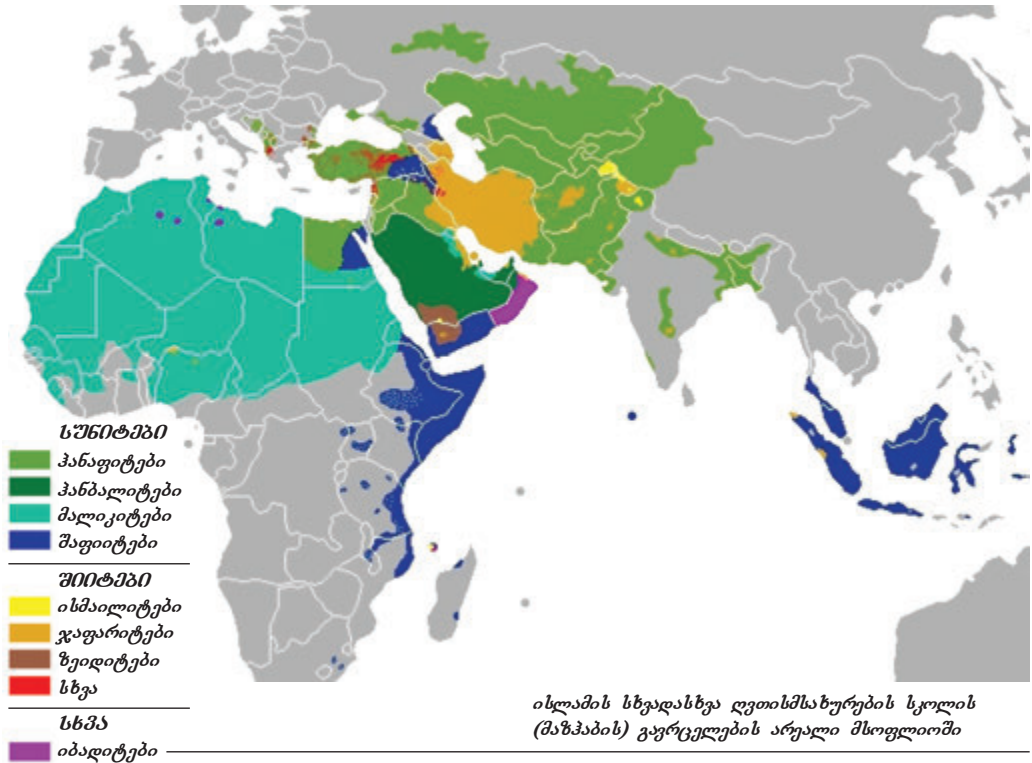 ᲡᲣᲜᲘᲢᲔᲑᲘ
ჰანაფიტები
ჰანბალიტები
მალიკიტები
შაფიიტები
ᲨᲘᲘᲢᲔᲑᲘ
ისმაილიტები
ჯაფარიტები
ზეიდიტები
სხვა
ᲡᲮᲕᲐ
იბადიტები
ისლამის სხვადასხვა ღვთისმსახურების სკოლის
(მაზჰაბის) გავრცელების არეალი მსოფლიოში